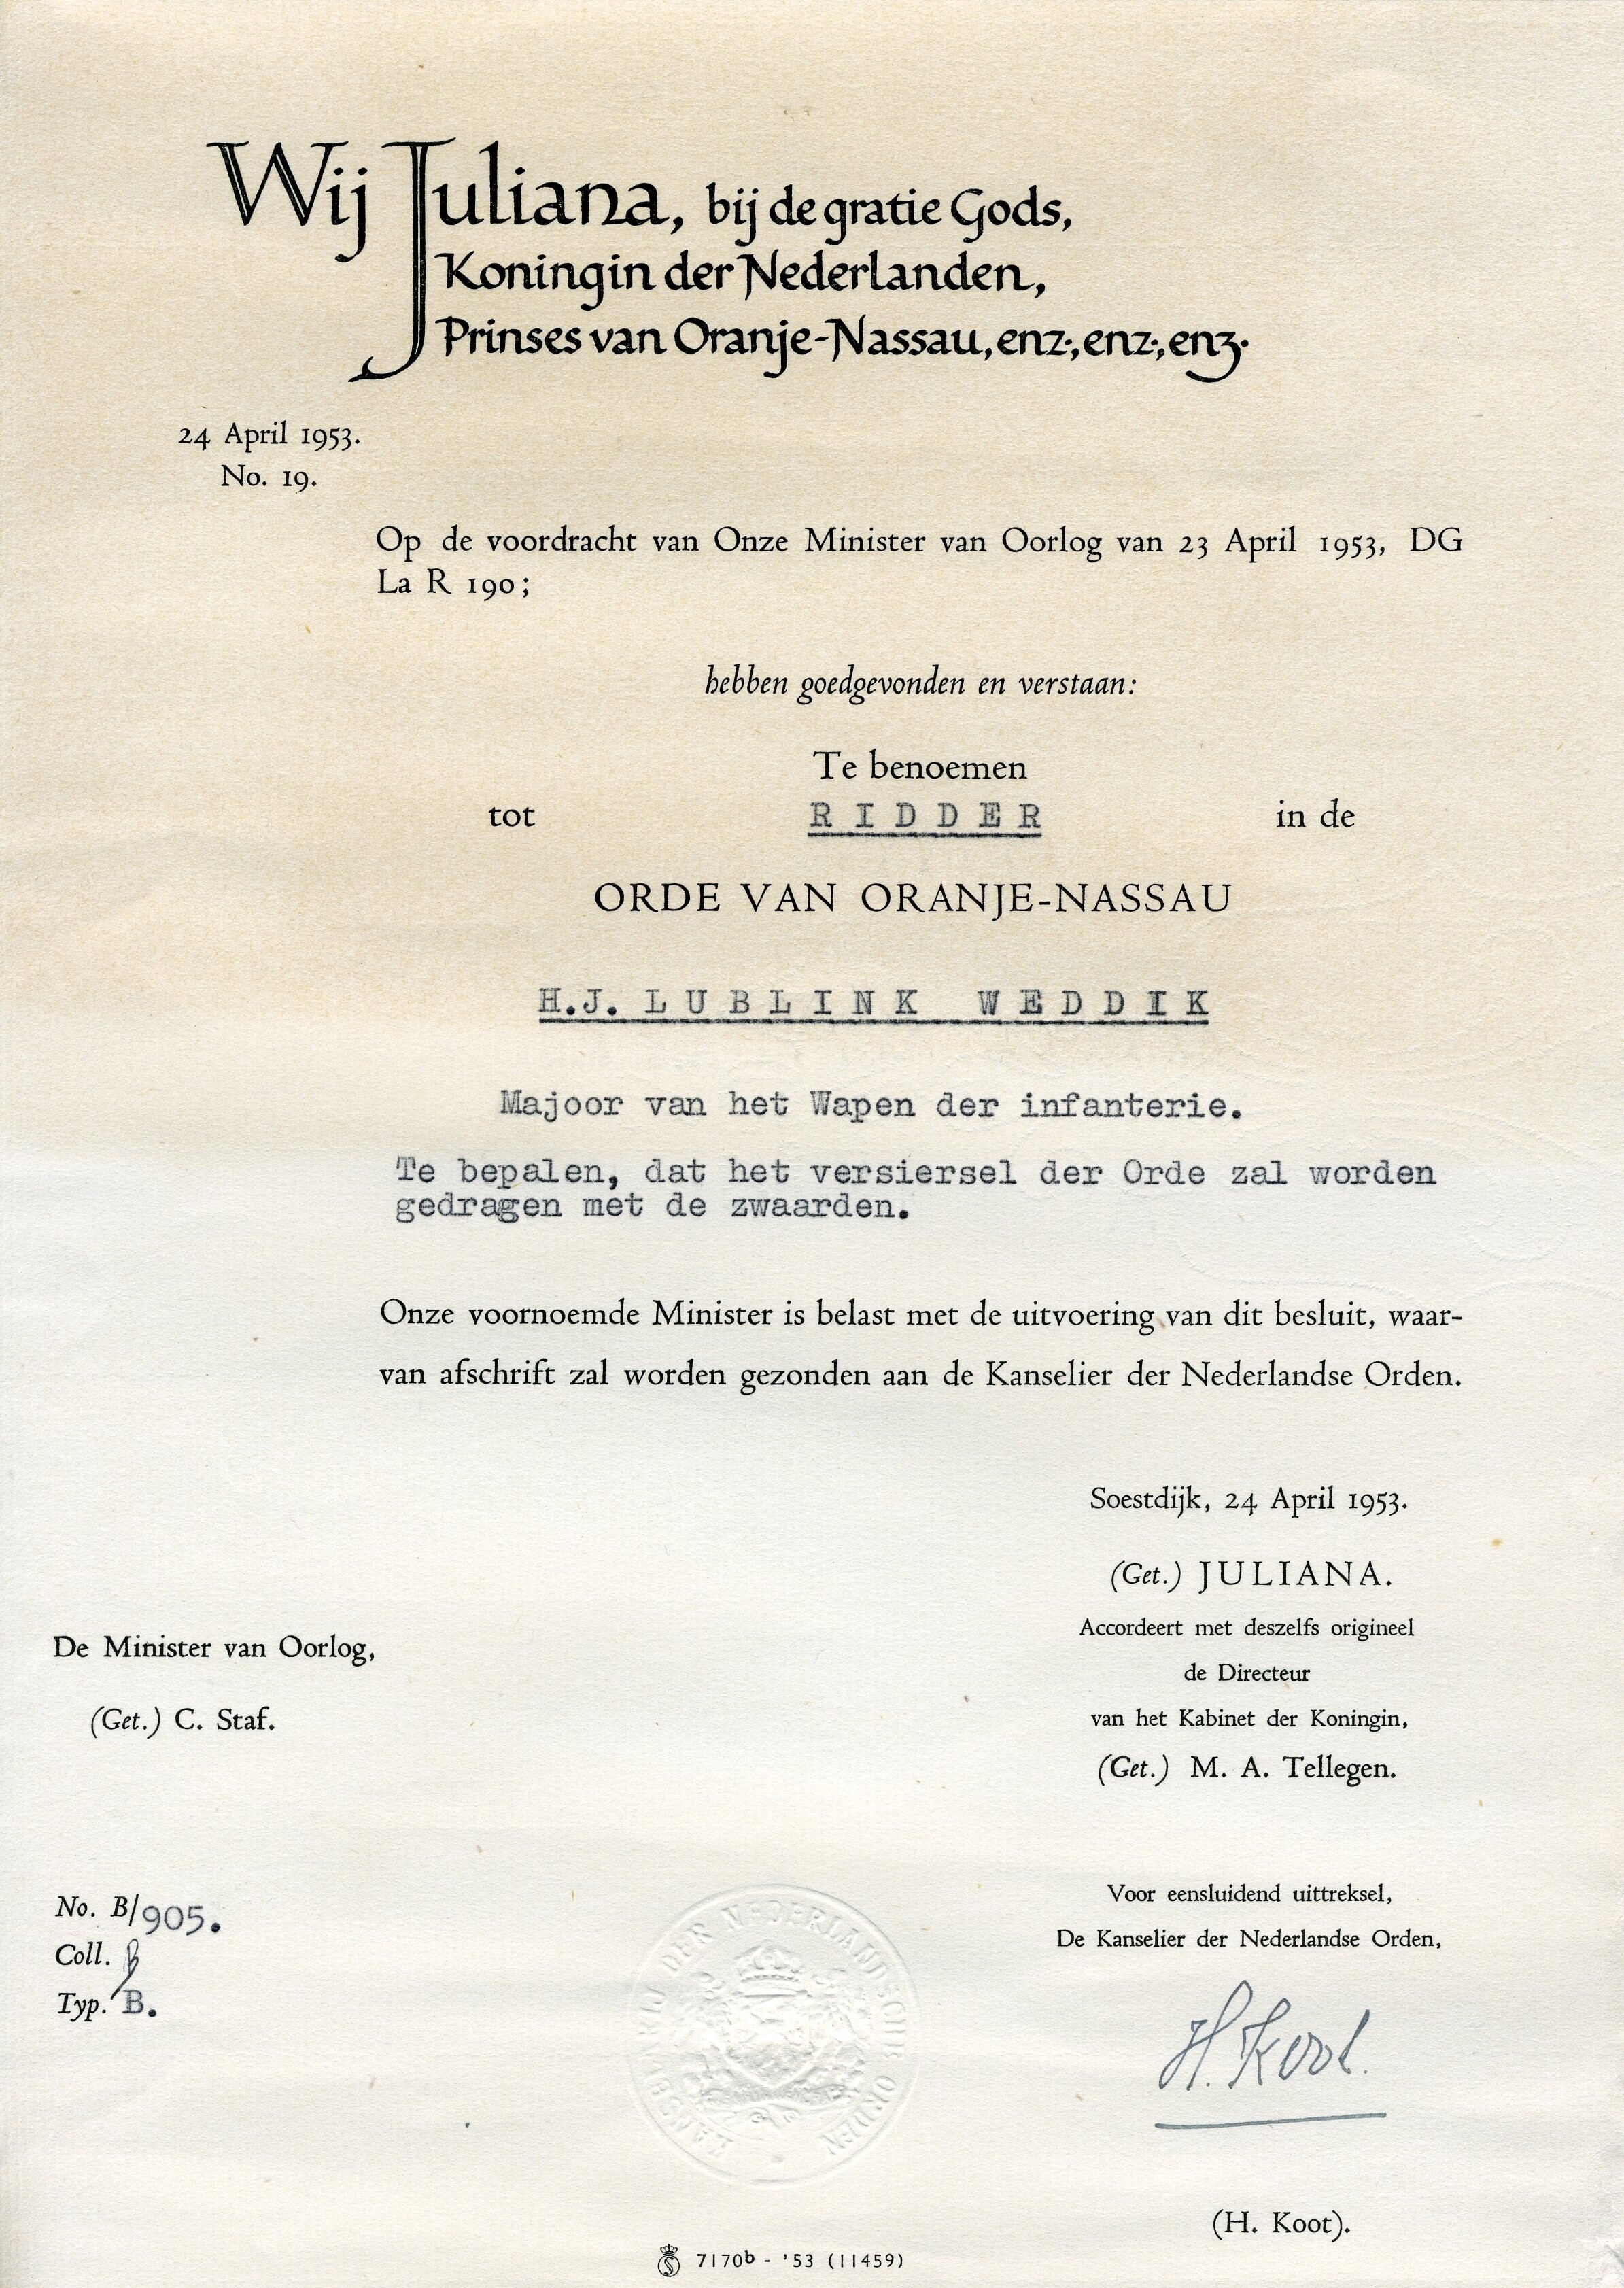 Wij Juliana, bij de gratie Gods,
Koningin der Nederlanden,
Prinses van Oranje-Nassau, enz., enz., enz.
24 April 1953.
No. 19.
Op de voordracht van Onze Minister van Oorlog van 23 April 1953, DG
La R 190;
hebben goedgevonden en verstaan:
Te benoemen
tot RIDDER in de
ORDE VAN ORANJE-NASSAU
H.J. LUBLINK WEDDIK
Majoor van het Wapen der infanterie.
Te bepalen, dat het versiersel der Orde zal worden
gedragen met de zwaarden.
Onze voornoemde Minister is belast met de uitvoering van dit besluit, waar-
van afschrift zal worden gezonden aan de Kanselier der Nederlandse Orden.
Soestdijk, 24 April 1953.
(Get.) JULIANA.
Accordeert met deszelfs origineel
de Directeur
van het Kabinet der Koningin,
(Get.) M. A. Tellegen.
De Minister van Oorlog,
(Get.) C. Staf.
Voor eensluidend uittreksel,
De Kanselier der Nederlandse Orden,
H. Koot.
(H. Koot).
No. B/905.
Coll.
Typ. B.
KANSELARIJ DER NEDERLANDSCHE ORDEN
7170b - '53 (11459)